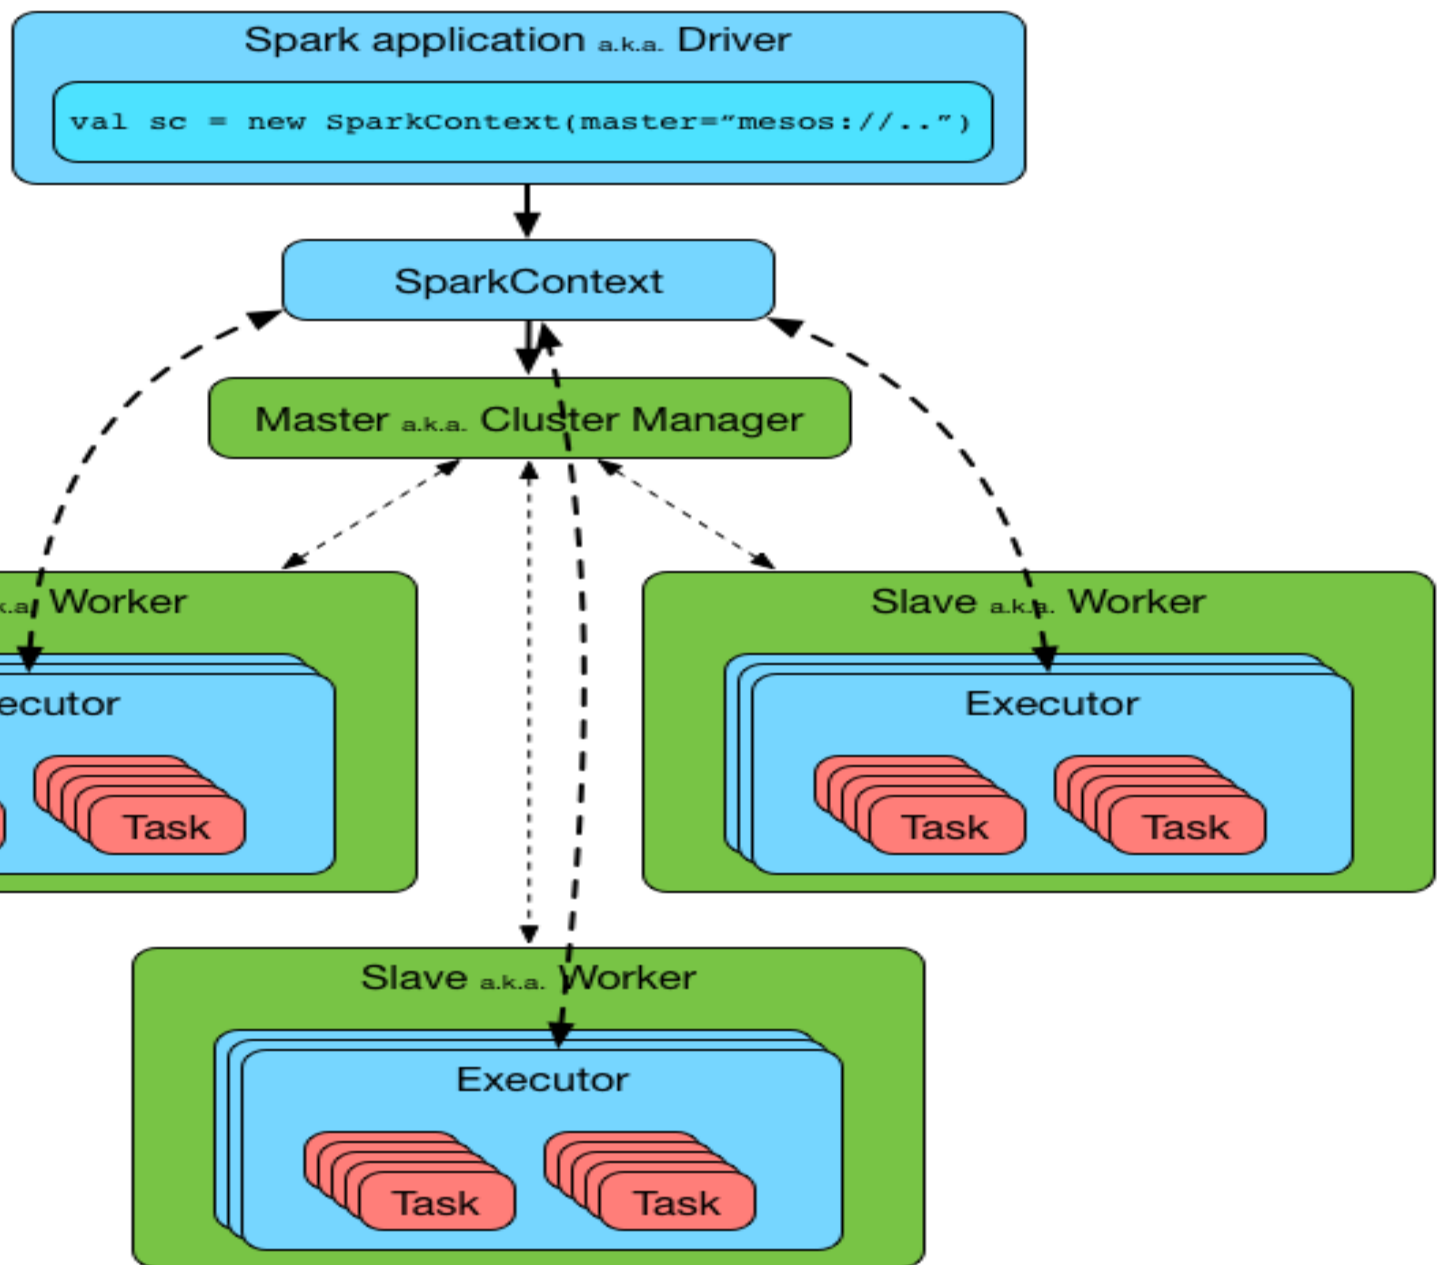 Spark application a.k.a. Driver
val sc = new SparkContext(master="mesos://..")
SparkContext
Master a.k.a. Cluster Manager
k.a. Worker
ecutor
Task
Slave a.k.a. Worker
Executor
Task Task
Slave a.k.a. Worker
Executor
Task Task